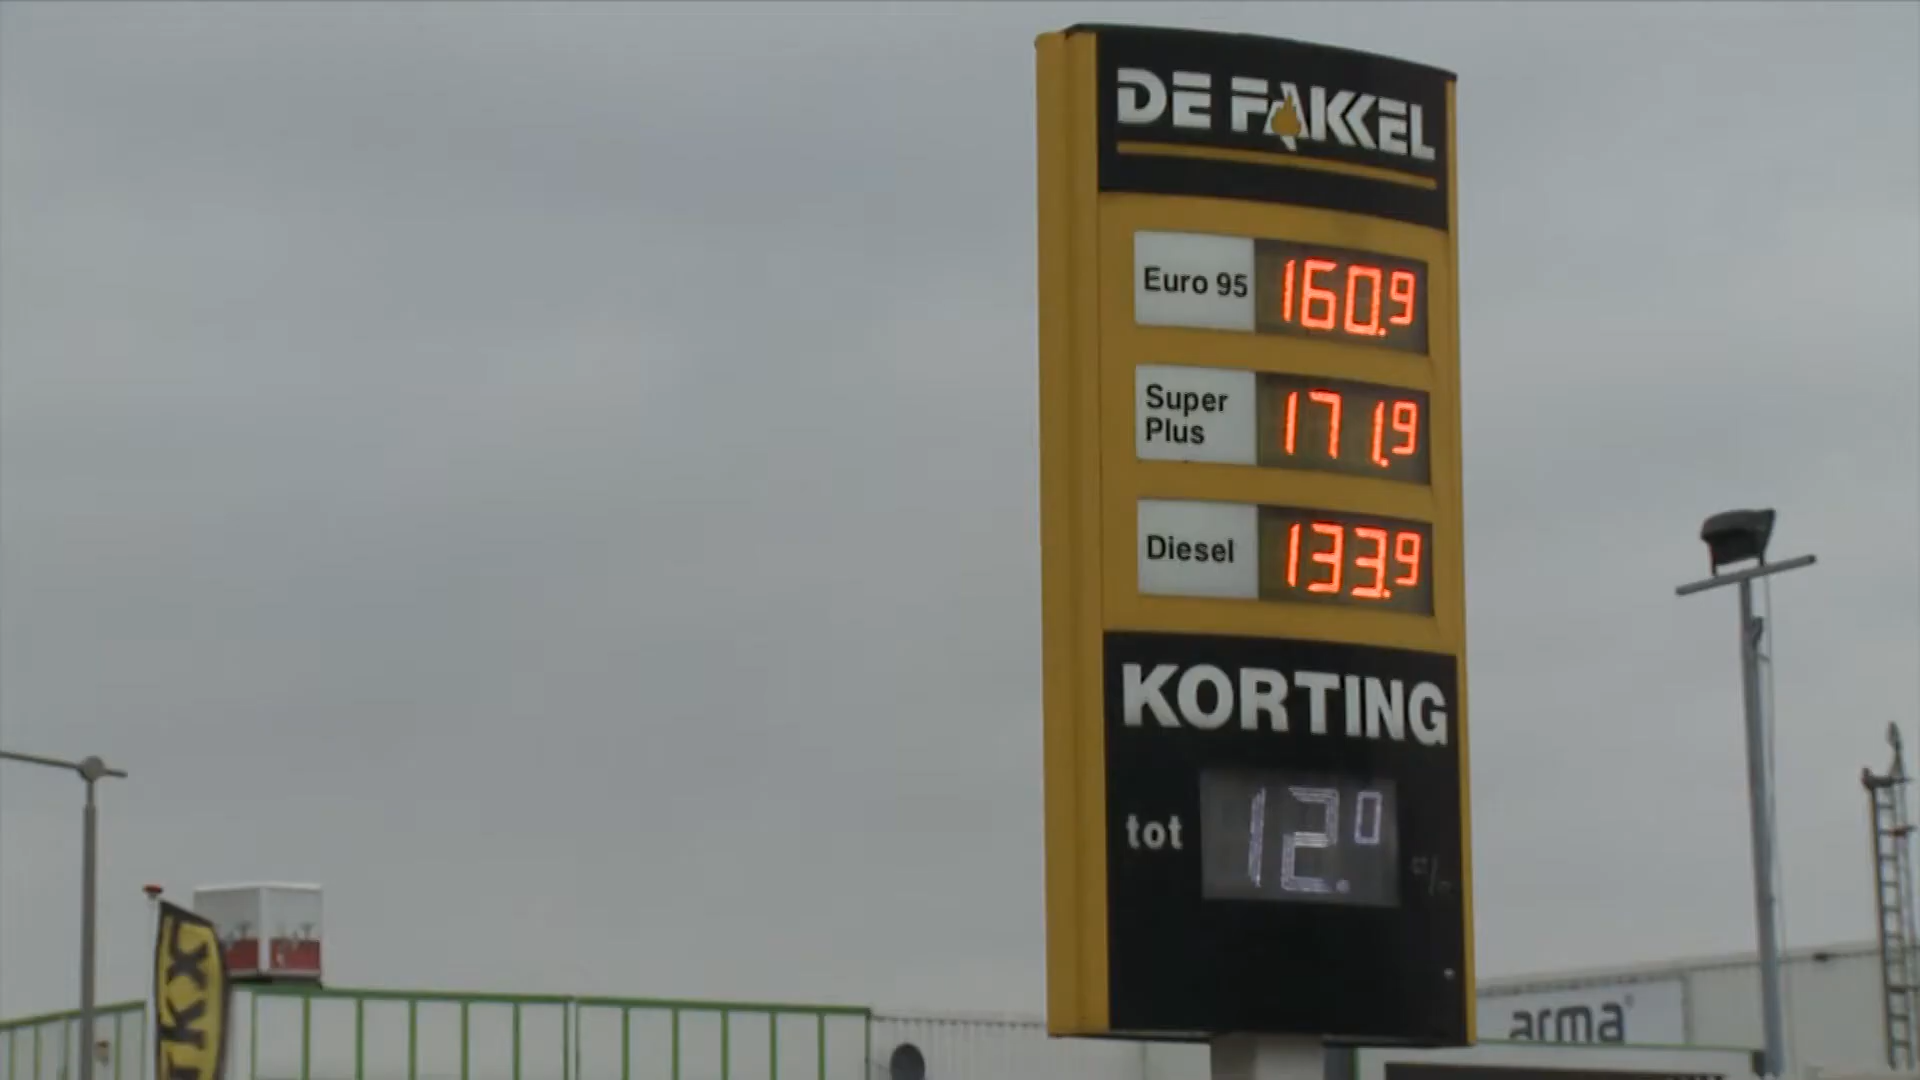 DE FAKKEL
Euro 95 160.9
Super
Plus 171.9
Diesel 133.9
KORTING
tot 12.0
arma